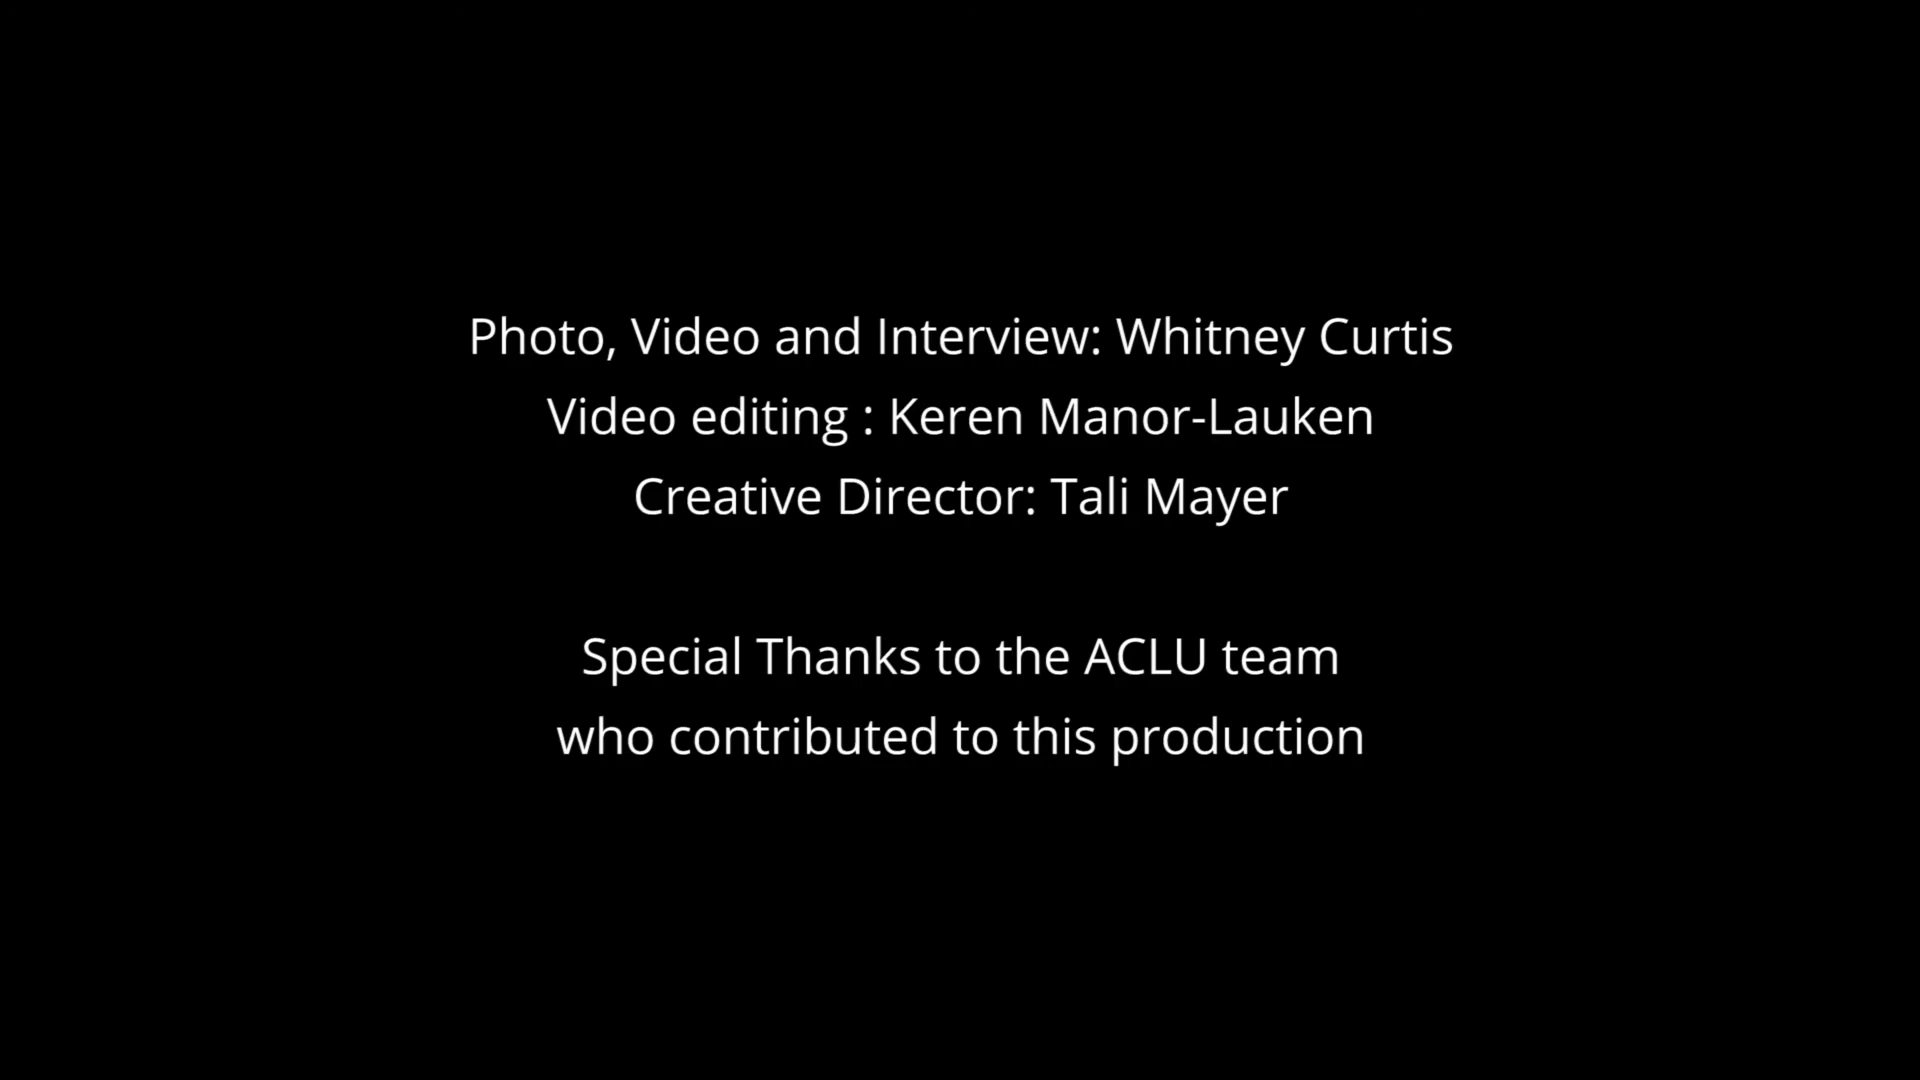 Photo, Video and Interview: Whitney Curtis
Video editing : Keren Manor-Lauken
Creative Director: Tali Mayer
Special Thanks to the ACLU team
who contributed to this production